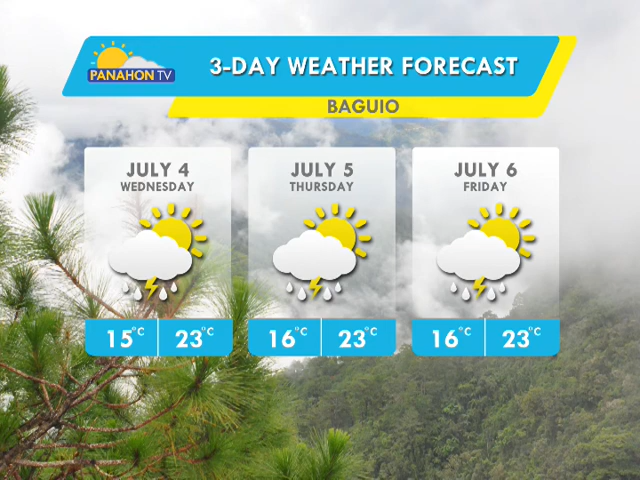 PANAHON TV
3-DAY WEATHER FORECAST
BAGUIO
JULY 4
WEDNESDAY
15°C 23°C
JULY 5
THURSDAY
16°C 23°C
JULY 6
FRIDAY
16°C 23°C